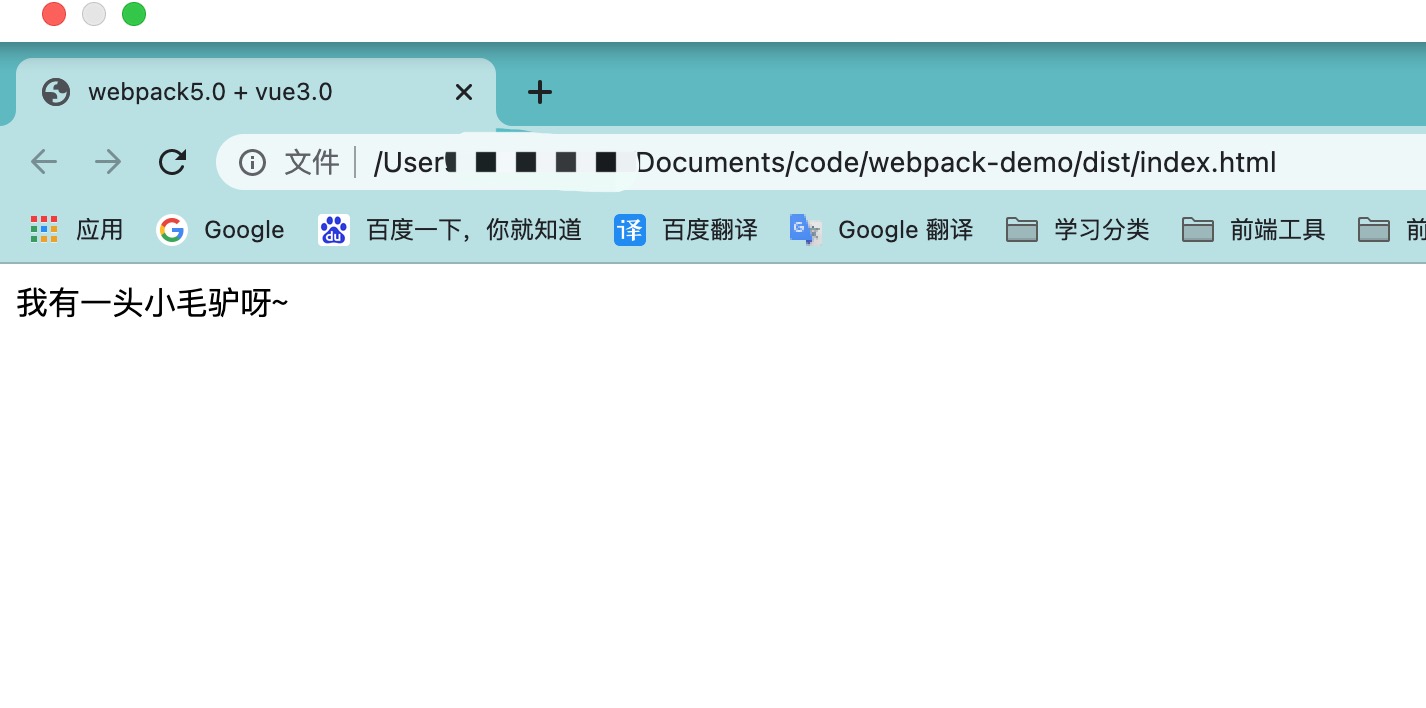 webpack5.0 + vue3.0
文件 /User Documents/code/webpack-demo/dist/index.html
应用 Google 百度一下，你就知道 百度翻译 Google 翻译 学习分类 前端工具 前
我有一头小毛驴呀~